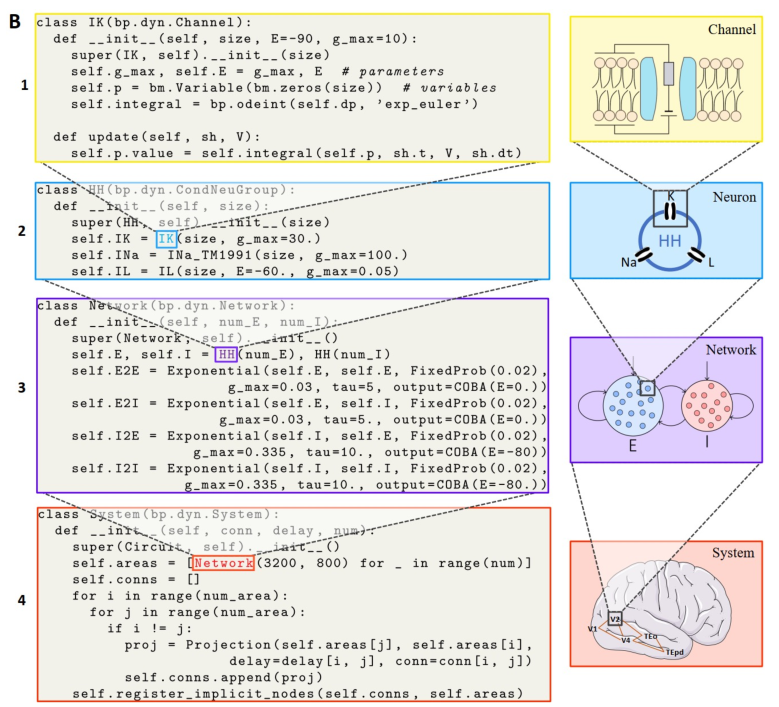 B
1
class IK(bp.dyn.Channel):
def __init__(self, size, E=-90, g_max=10):
super(IK, self).__init__(size)
self.g_max, self.E = g_max, E # parameters
self.p = bm.Variable(bm.zeros(size)) # variables
self.integral = bp.odeint(self.dp, 'exp_euler')
def update(self, sh, V):
self.p.value = self.integral(self.p, sh.t, V, sh.dt)
Channel
2
class HH(bp.dyn.CondNeuGroup):
def __init__(self, size):
super(HH, self).__init__(size)
self.IK = IK(size, g_max=30.)
self.INa = INa_TM1991(size, g_max=100.)
self.IL = IL(size, E=-60., g_max=0.05)
Neuron
K
HH
Na
L
3
class Network(bp.dyn.Network):
def __init__(self, num_E, num_I):
super(Network, self).__init__()
self.E, self.I = HH(num_E), HH(num_I)
self.E2E = Exponential(self.E, self.E, FixedProb(0.02),
g_max=0.03, tau=5, output=COBA(E=0.))
self.E2I = Exponential(self.E, self.I, FixedProb(0.02),
g_max=0.03, tau=5., output=COBA(E=0.))
self.I2E = Exponential(self.I, self.E, FixedProb(0.02),
g_max=0.335, tau=10., output=COBA(E=-80))
self.I2I = Exponential(self.I, self.I, FixedProb(0.02),
g_max=0.335, tau=10., output=COBA(E=-80.))
Network
E
I
4
class System(bp.dyn.System):
def __init__(self, conn, delay, num):
super(Circuit, self).__init__()
self.areas = [Network(3200, 800) for _ in range(num)]
self.conns = []
for i in range(num_area):
for j in range(num_area):
if i != j:
proj = Projection(self.areas[j], self.areas[i],
delay=delay[i, j], conn=conn[i, j])
self.conns.append(proj)
self.register_implicit_nodes(self.conns, self.areas)
System
V2
V1
V4
TEo
TEpd